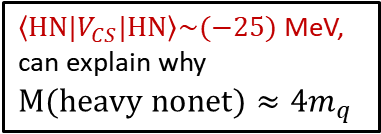 ⟨HN|V_CS|HN⟩~(−25) MeV,
can explain why
M(heavy nonet) ≈ 4m_q